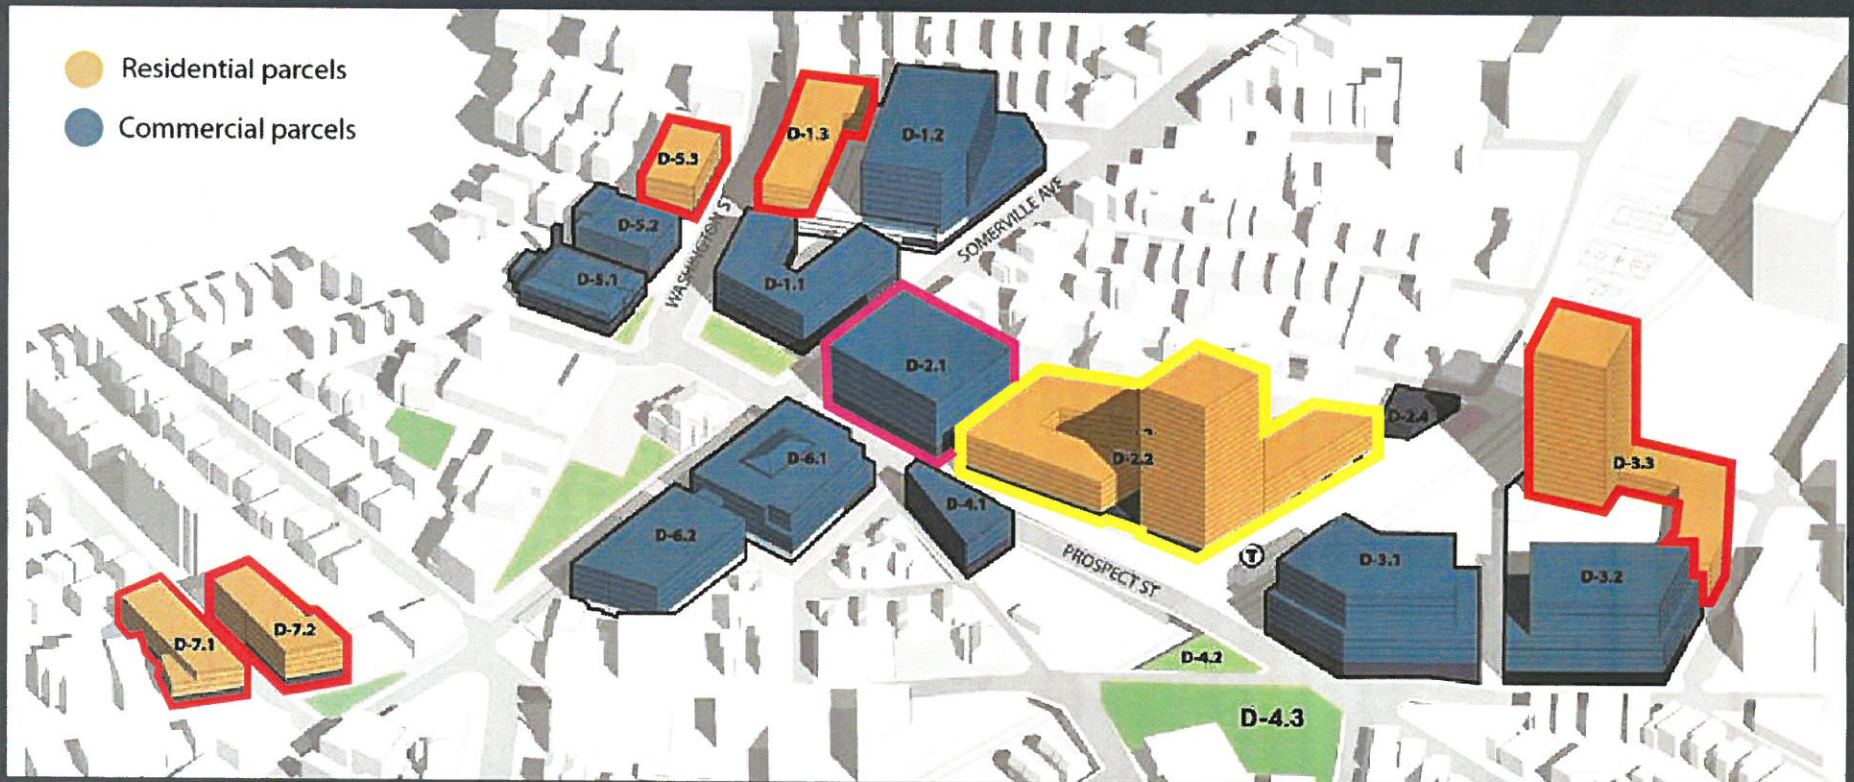 Residential parcels
Commercial parcels
D-1.3
D-1.2
D-5.3
D-5.2
D-5.1
WASHINGTON ST
SOMERVILLE AVE
D-1.1
D-2.1
D-2.4
D-2.2
D-3.3
D-6.1
D-4.1
D-6.2
PROSPECT ST
T
D-3.1
D-3.2
D-7.1
D-7.2
D-4.2
D-4.3